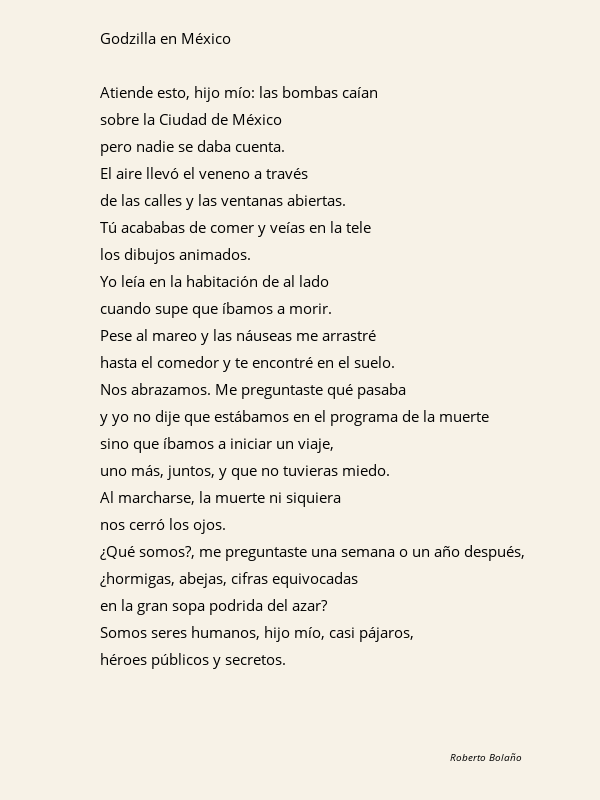 Godzilla en México
Atiende esto, hijo mío: las bombas caían
sobre la Ciudad de México
pero nadie se daba cuenta.
El aire llevó el veneno a través
de las calles y las ventanas abiertas.
Tú acababas de comer y veías en la tele
los dibujos animados.
Yo leía en la habitación de al lado
cuando supe que íbamos a morir.
Pese al mareo y las náuseas me arrastré
hasta el comedor y te encontré en el suelo.
Nos abrazamos. Me preguntaste qué pasaba
y yo no dije que estábamos en el programa de la muerte
sino que íbamos a iniciar un viaje,
uno más, juntos, y que no tuvieras miedo.
Al marcharse, la muerte ni siquiera
nos cerró los ojos.
¿Qué somos?, me preguntaste una semana o un año después,
¿hormigas, abejas, cifras equivocadas
en la gran sopa podrida del azar?
Somos seres humanos, hijo mío, casi pájaros,
héroes públicos y secretos.
Roberto Bolaño